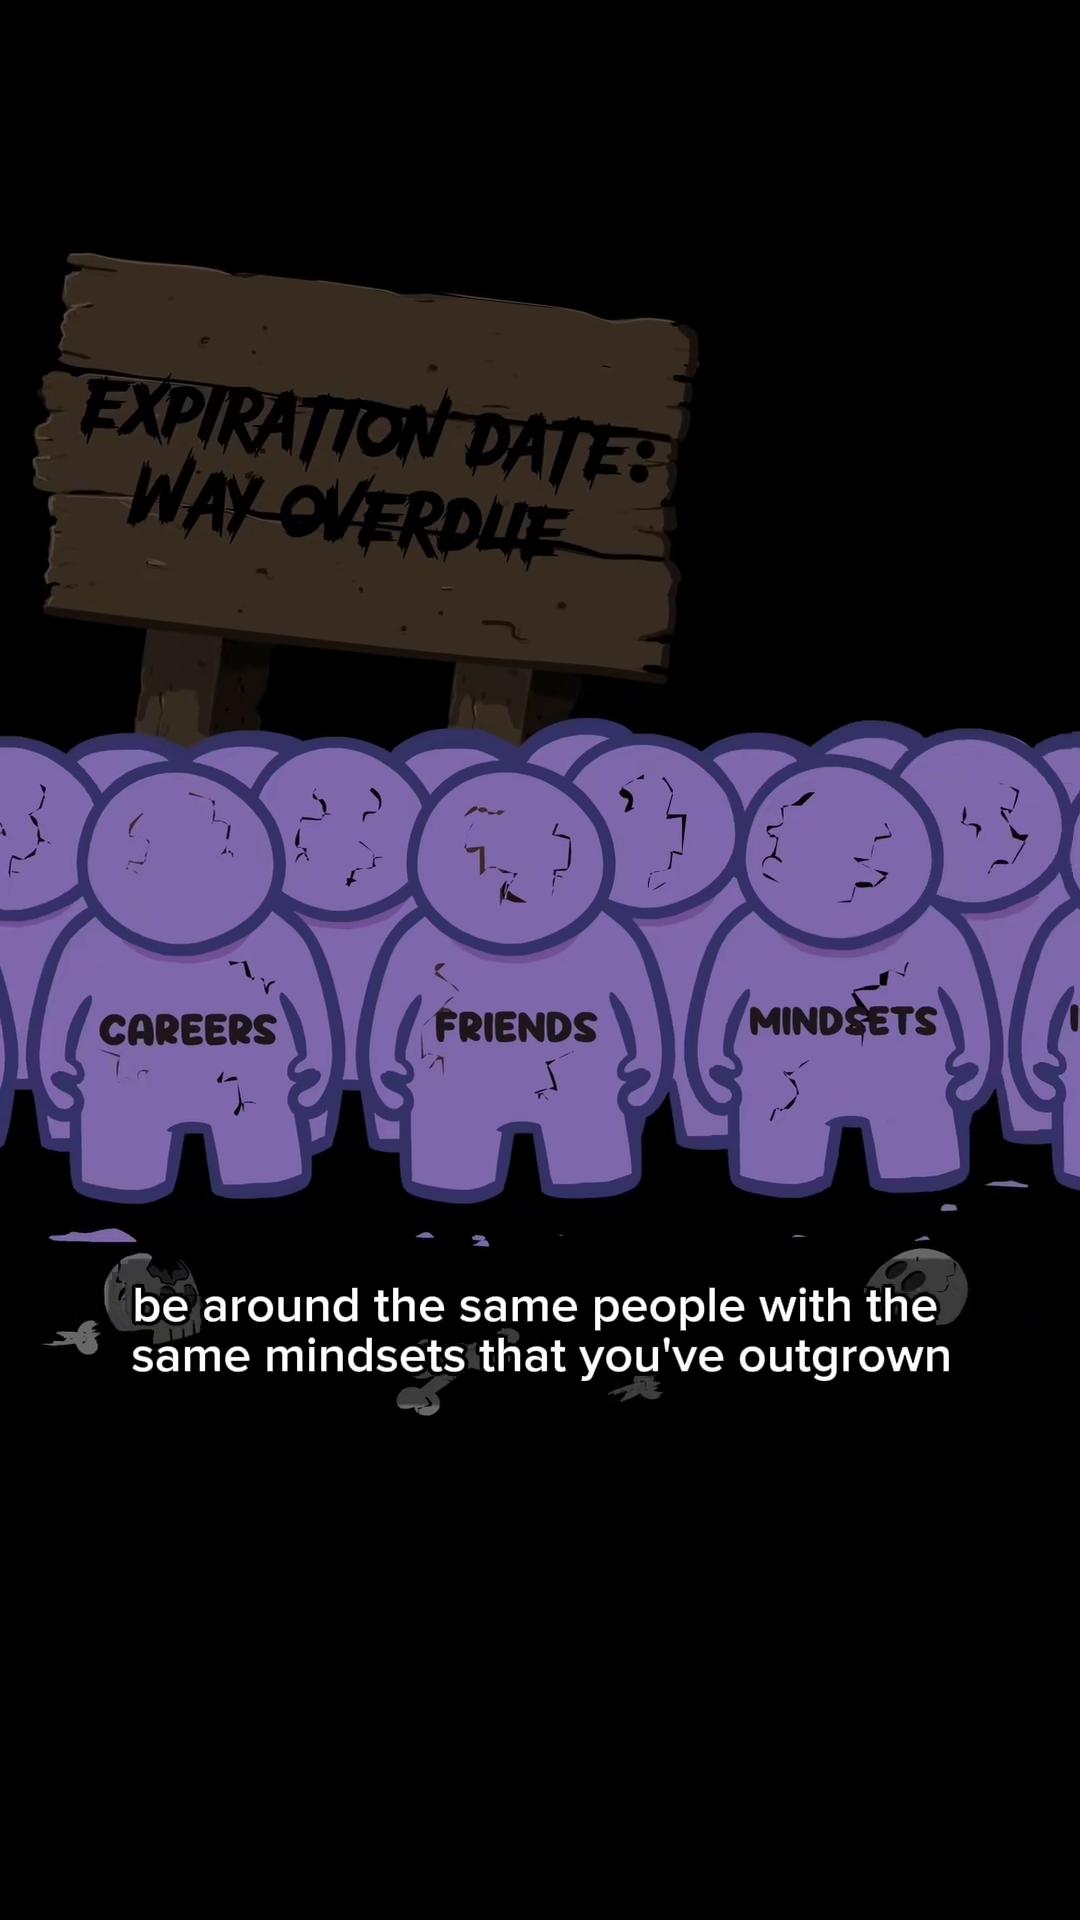 EXPIRATION DATE:
WAY OVERDUE
CAREERS
FRIENDS
MINDSETS
be around the same people with the
same mindsets that you've outgrown